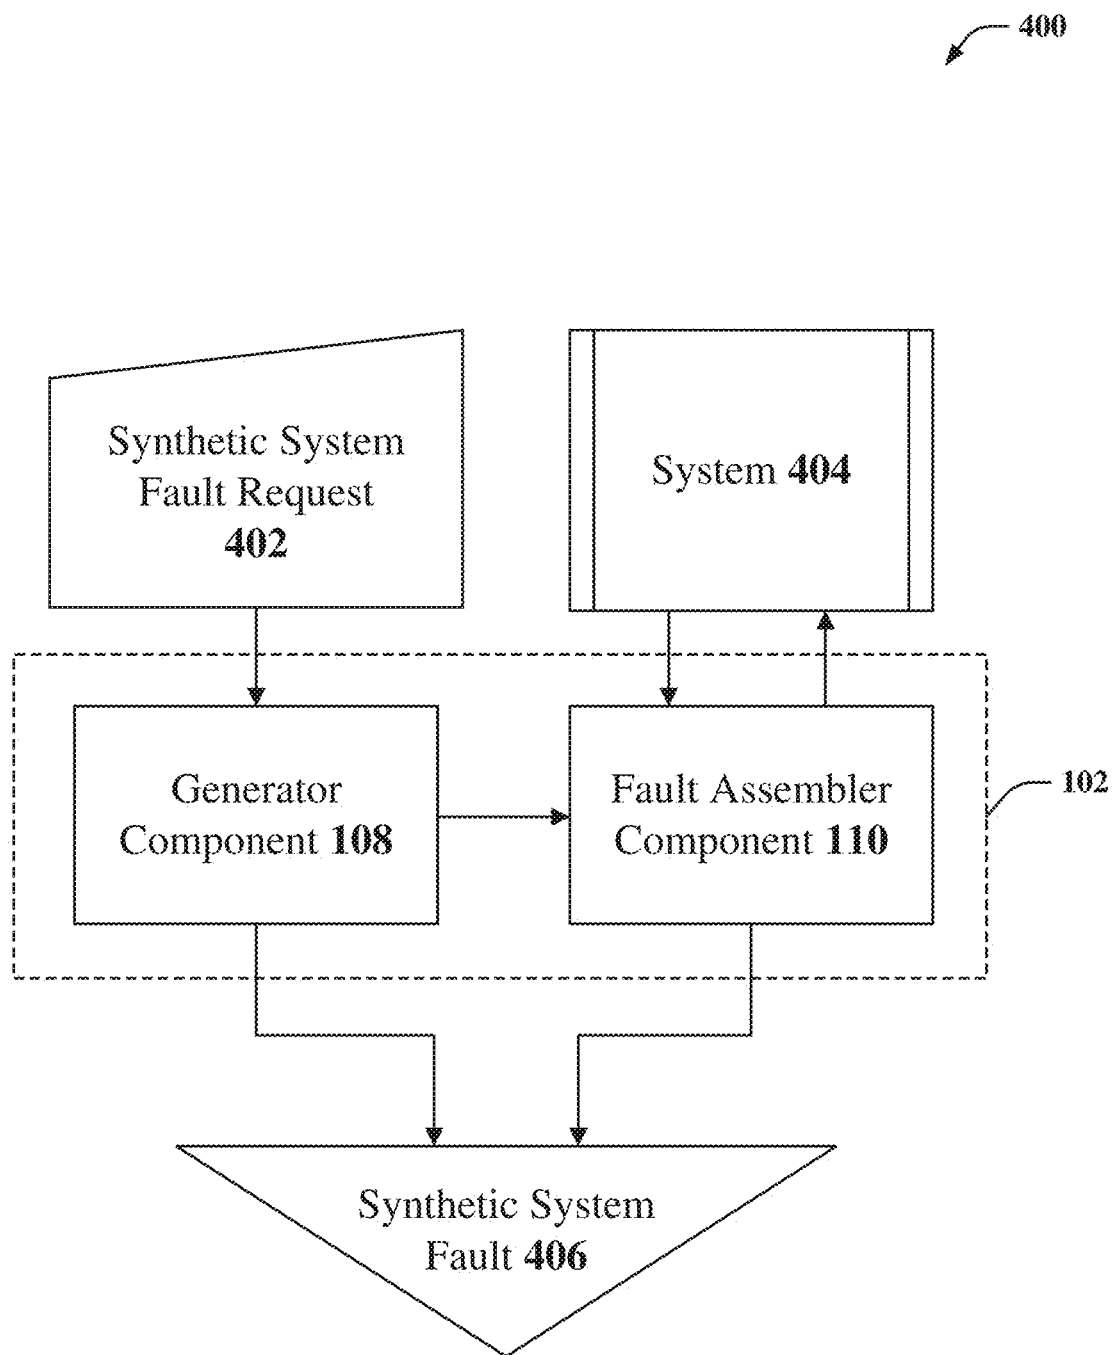 400
Synthetic System
Fault Request
402
System 404
Generator
Component 108
Fault Assembler
Component 110
102
Synthetic System
Fault 406